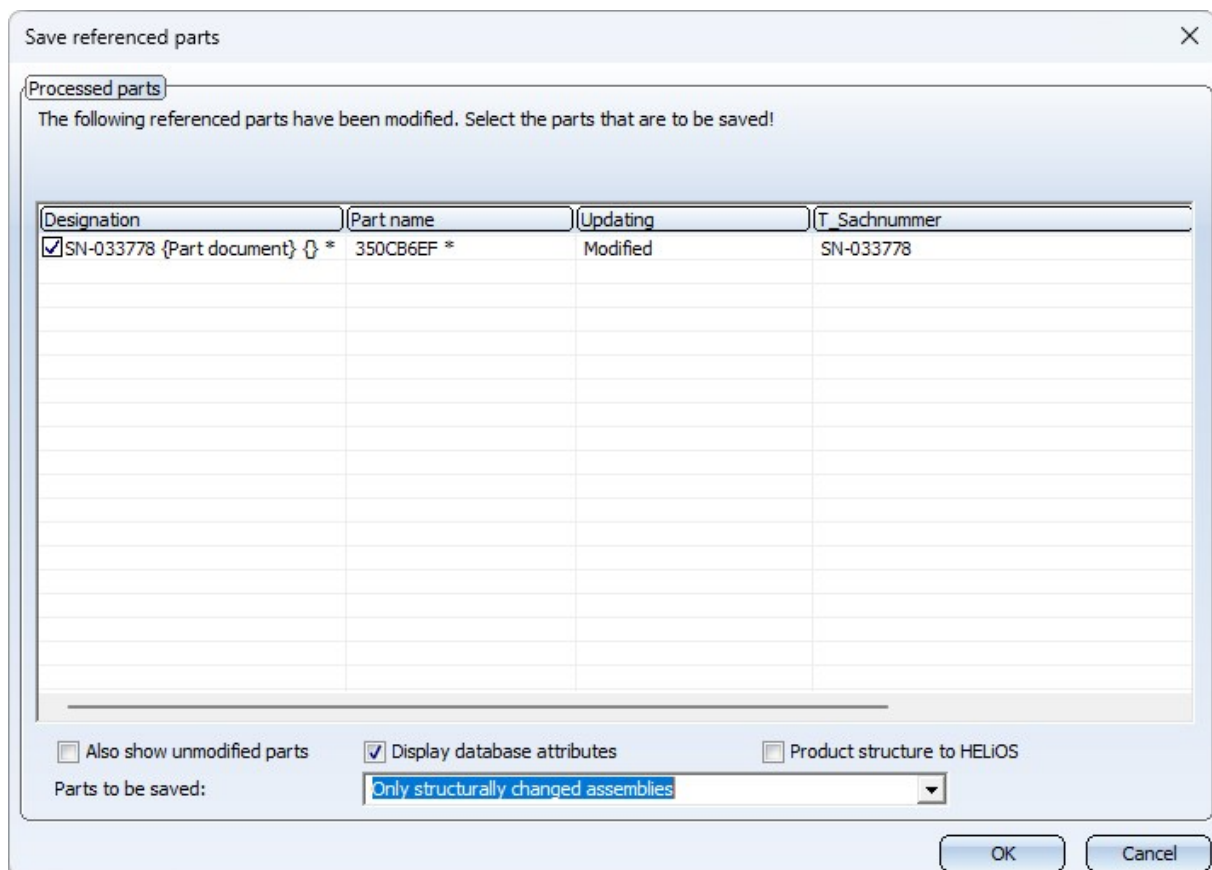 Save referenced parts
Processed parts
The following referenced parts have been modified. Select the parts that are to be saved!
Designation Part name Updating T_Sachnummer
SN-033778 {Part document} {} * 350CB6EF * Modified SN-033778
Also show unmodified parts Display database attributes Product structure to HELiOS
Parts to be saved: Only structurally changed assemblies
OK Cancel